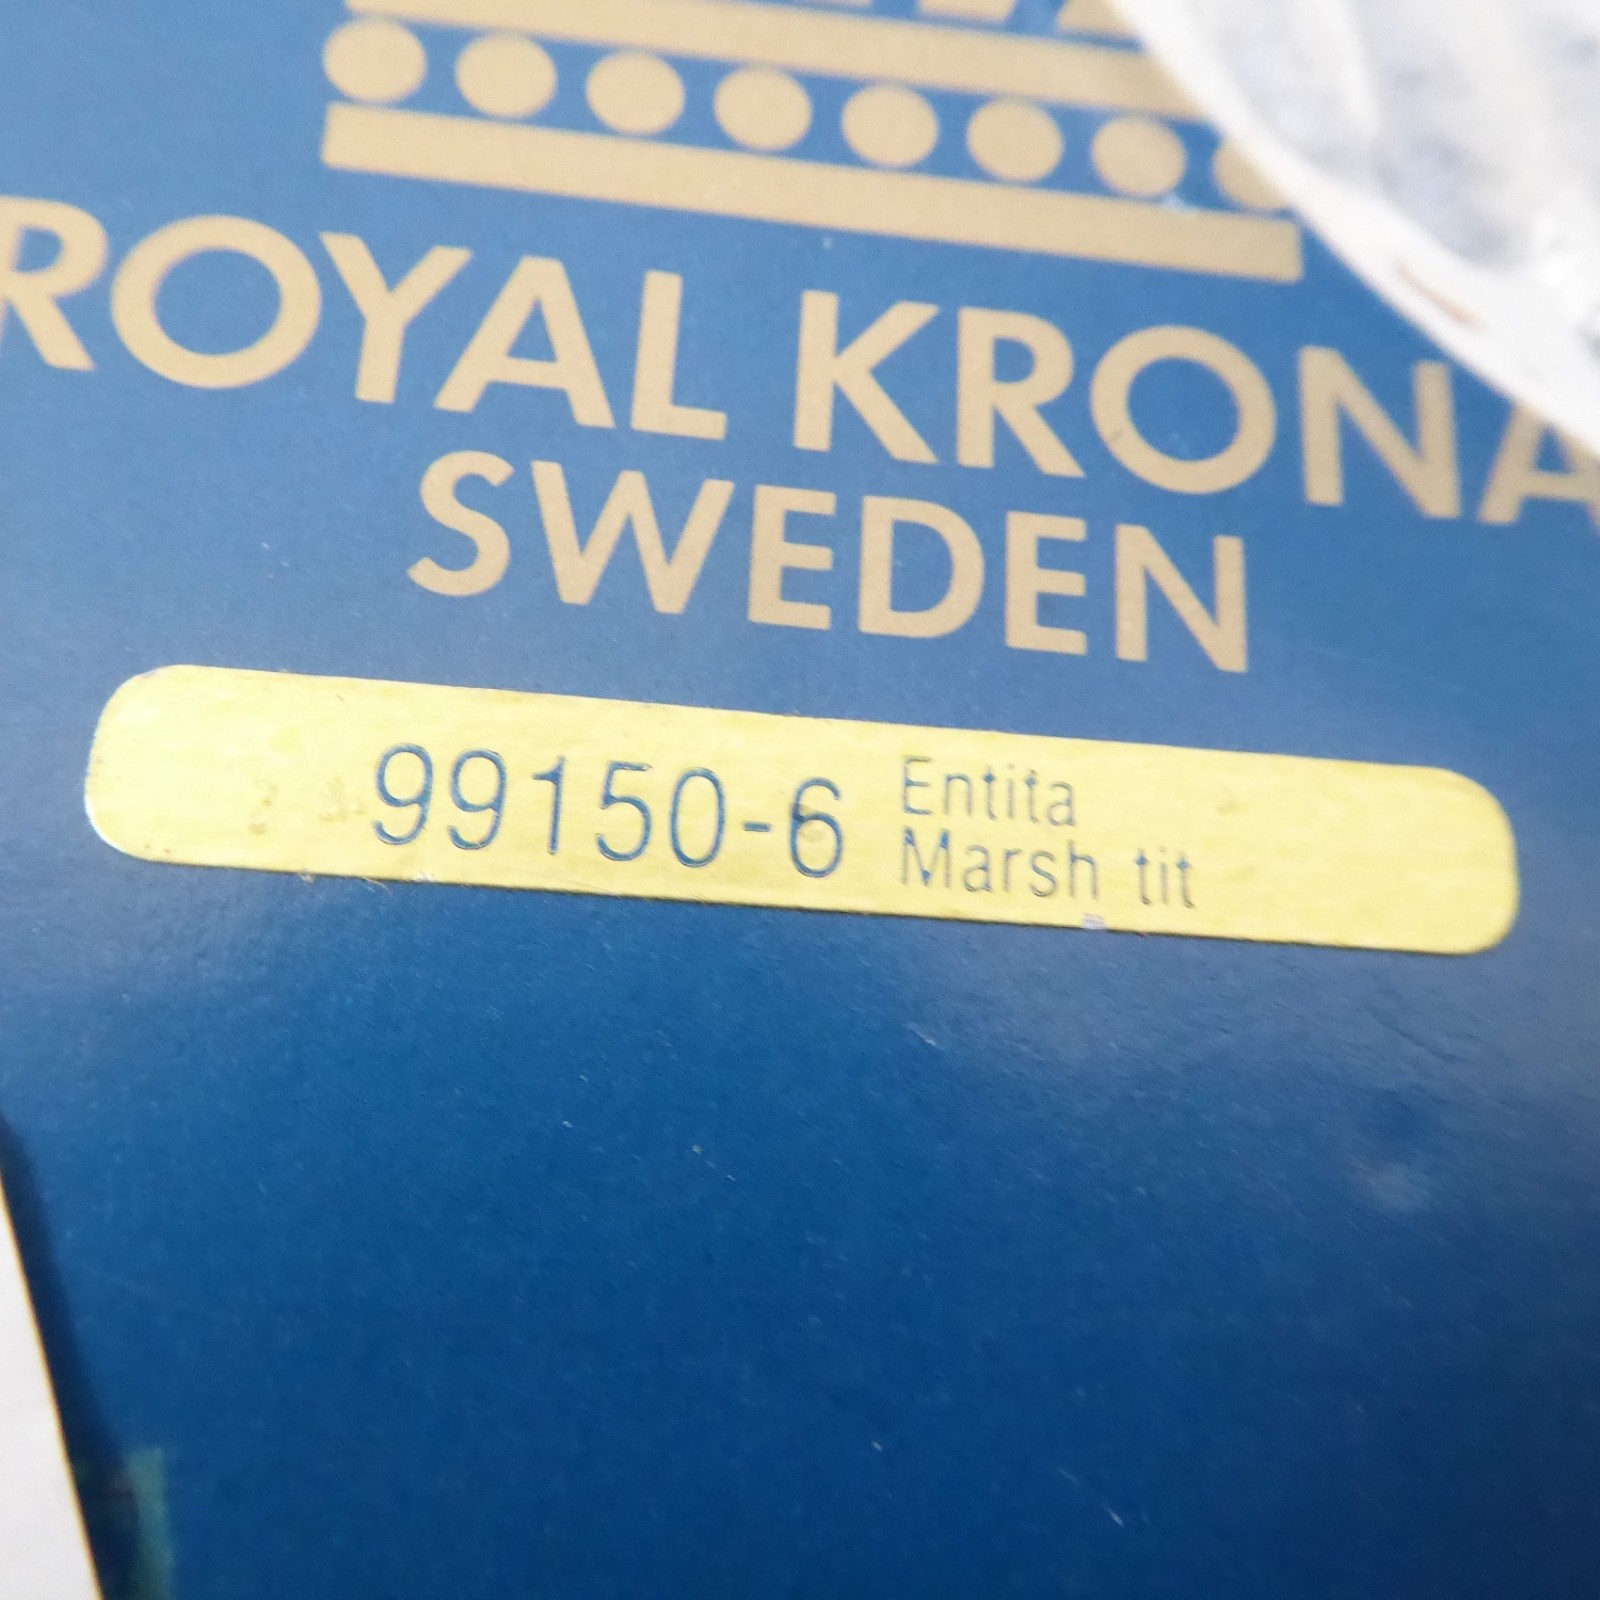 ROYAL KRONA
SWEDEN
99150-6 Entita
Marsh tit